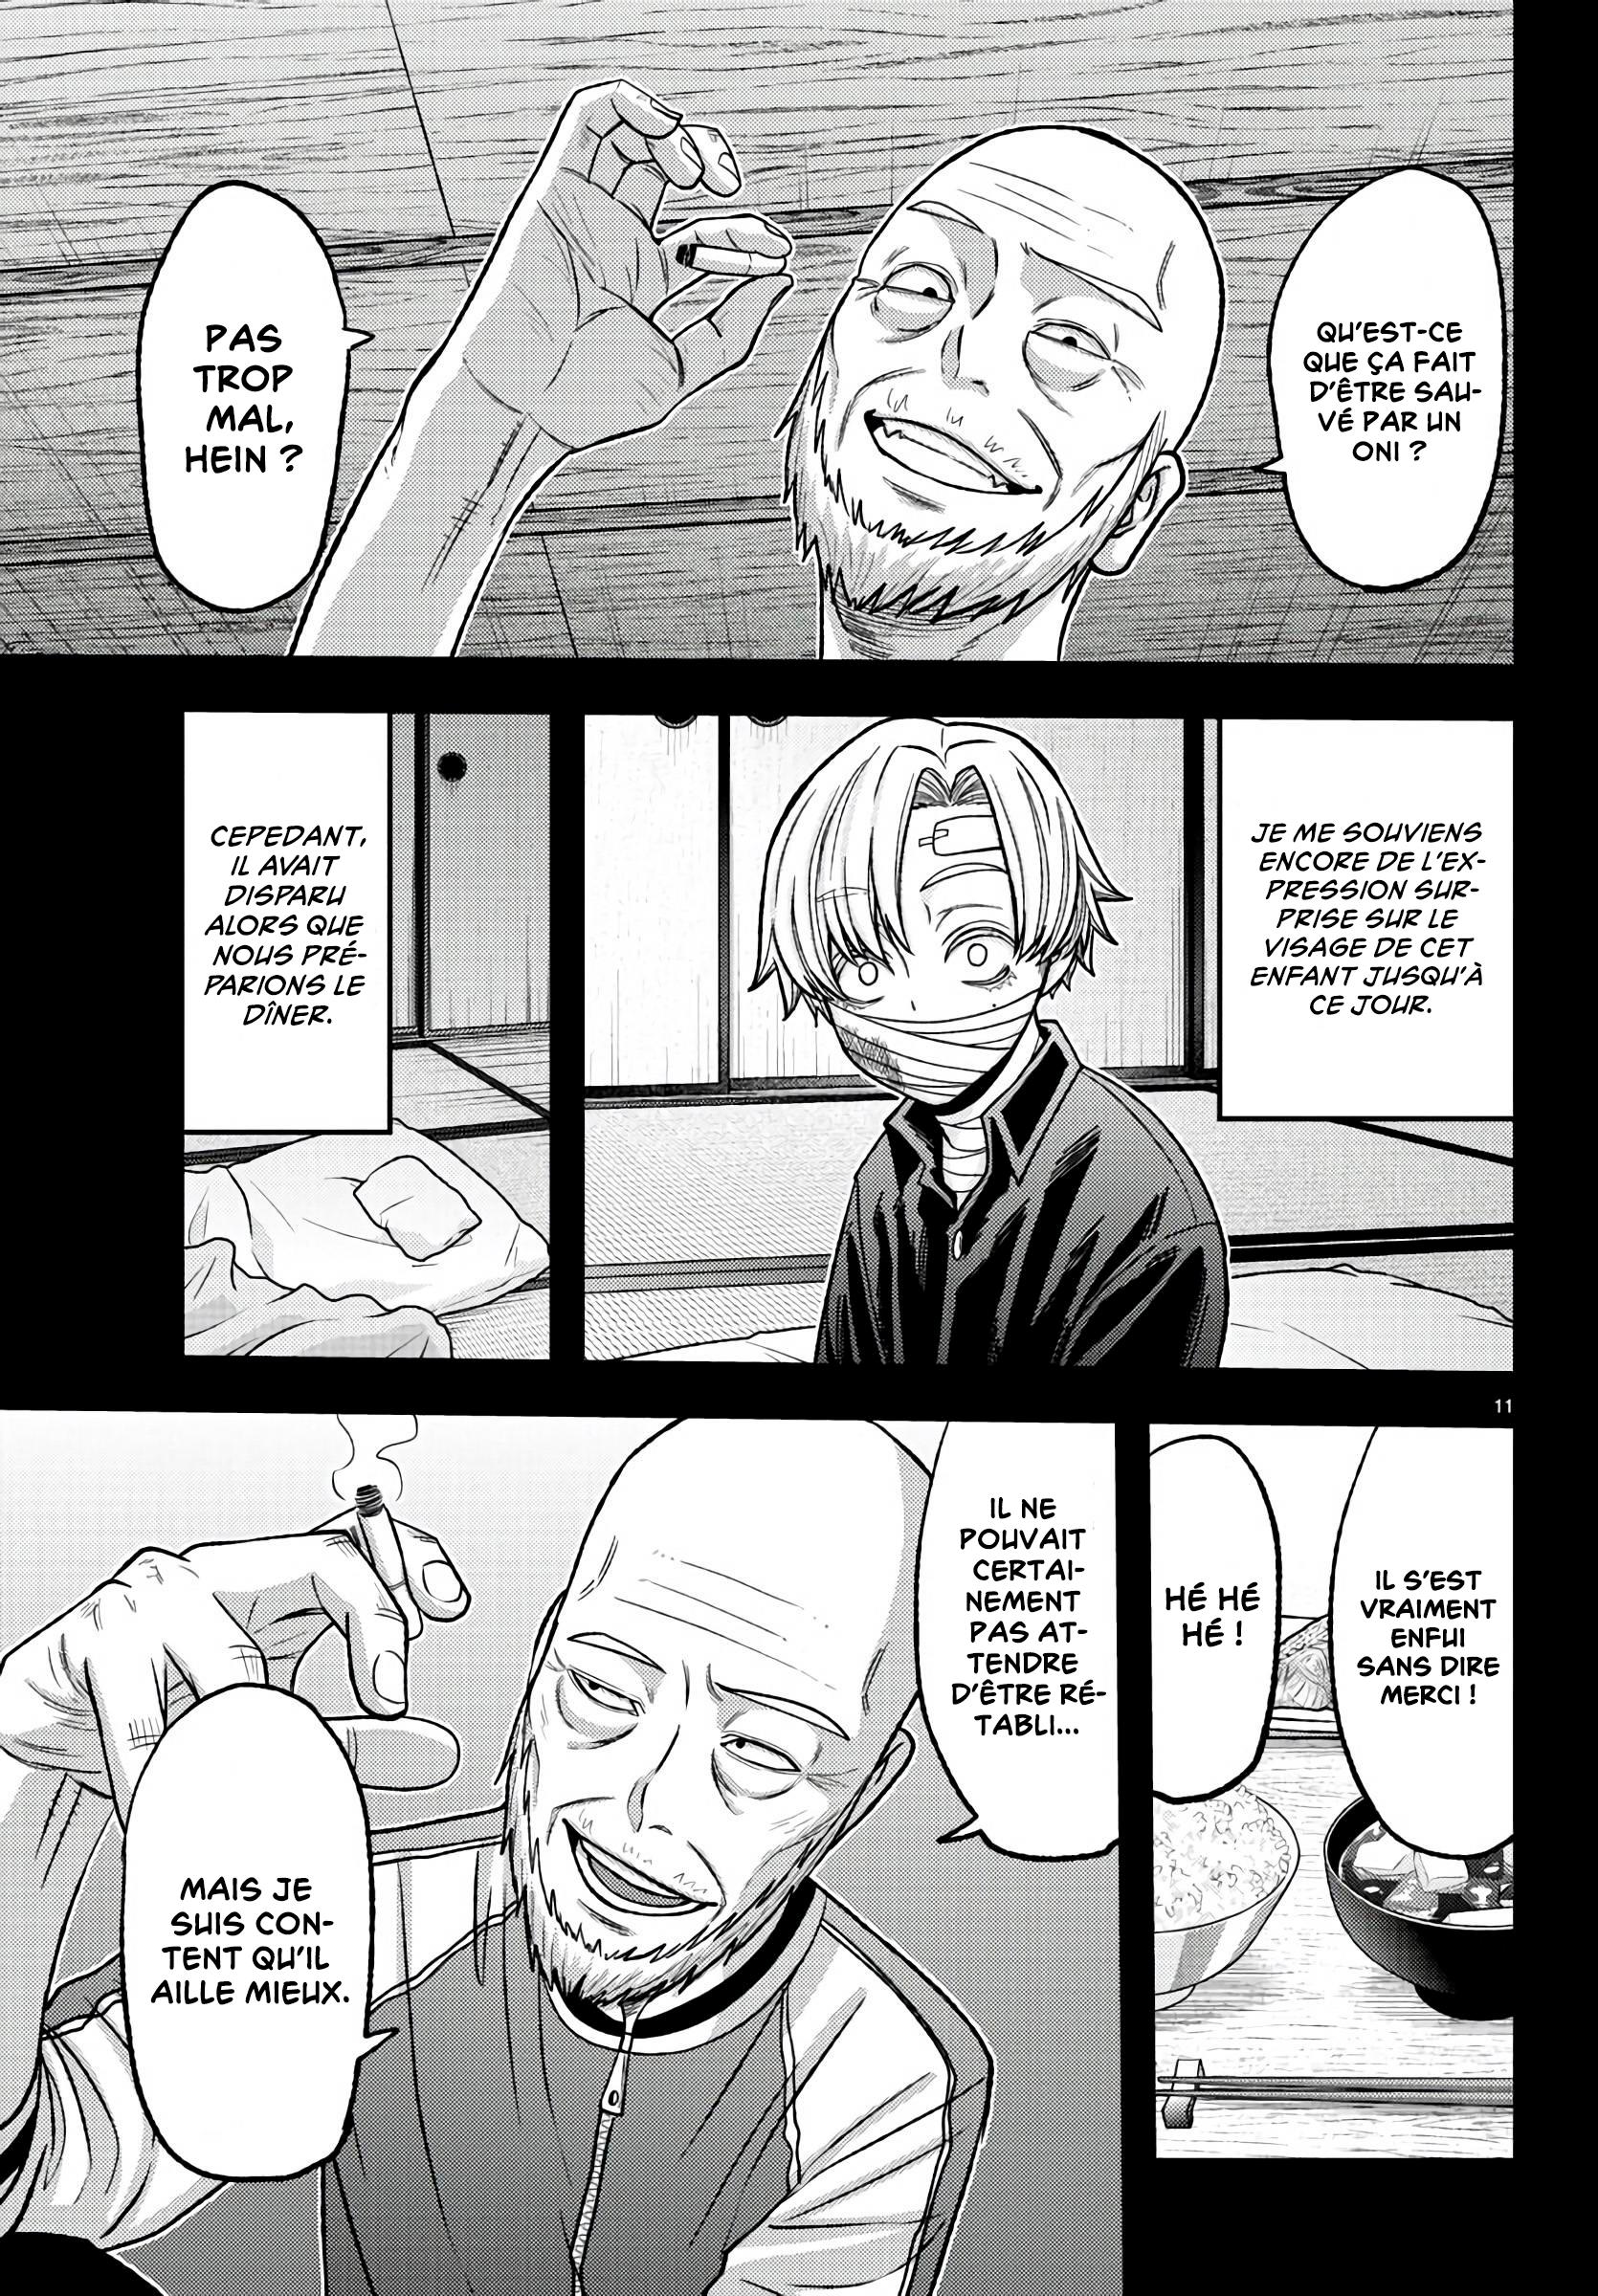 QU'EST-CE
QUE ÇA FAIT
D'ÊTRE SAU-
VÉ PAR UN
ONI ?
PAS
TROP
MAL,
HEIN ?
JE ME SOUVIENS
ENCORE DE L'EX-
PRESSION SUR-
PRISE SUR LE
VISAGE DE CET
ENFANT JUSQU'À
CE JOUR.
CEPEDANT,
IL AVAIT
DISPARU
ALORS QUE
NOUS PRÉ-
PARIONS LE
DÎNER.
11
IL S'EST
VRAIMENT
ENFUI
SANS DIRE
MERCI !
HÉ HÉ
HÉ !
IL NE
POUVAIT
CERTAI-
NEMENT
PAS AT-
TENDRE
D'ÊTRE RÉ-
TABLI...
MAIS JE
SUIS CON-
TENT QU'IL
AILLE MIEUX.